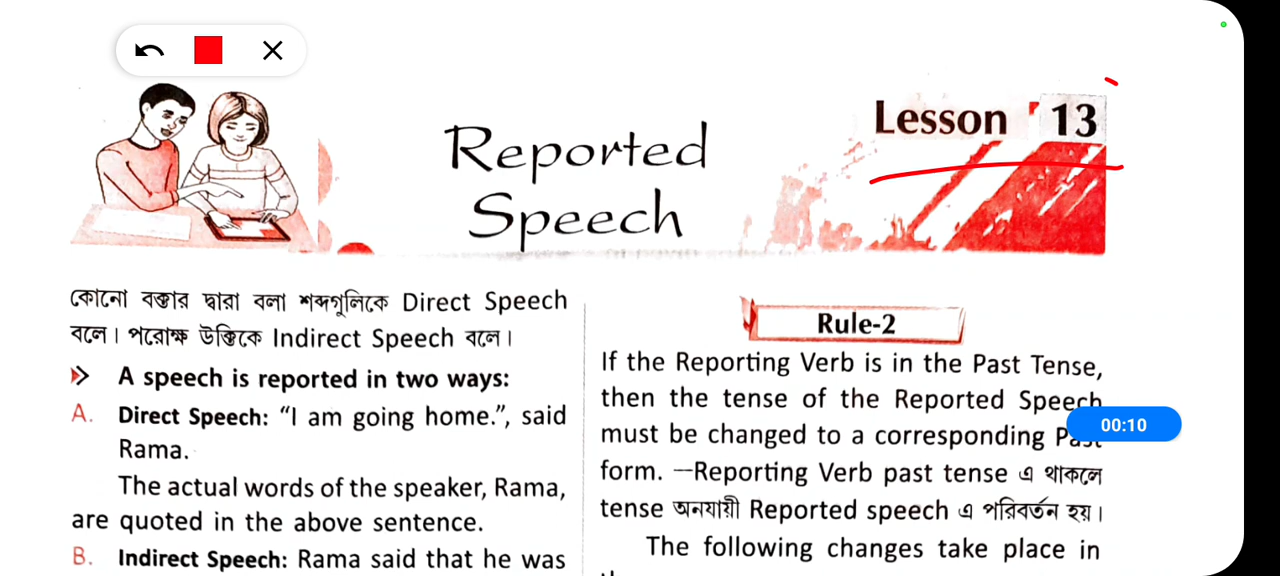 Lesson 13
Reported
Speech
কোনো বক্তার দ্বারা বলা শব্দগুলিকে Direct Speech
বলে। পরোক্ষ উক্তিকে Indirect Speech বলে।
A speech is reported in two ways:
A. Direct Speech: “I am going home.”, said
Rama.
The actual words of the speaker, Rama,
are quoted in the above sentence.
B. Indirect Speech: Rama said that he was
Rule-2
If the Reporting Verb is in the Past Tense,
then the tense of the Reported Speech
must be changed to a corresponding Past
form. —Reporting Verb past tense এ থাকলে
tense অনযায়ী Reported speech এ পরিবর্তন হয়।
The following changes take place in
00:10